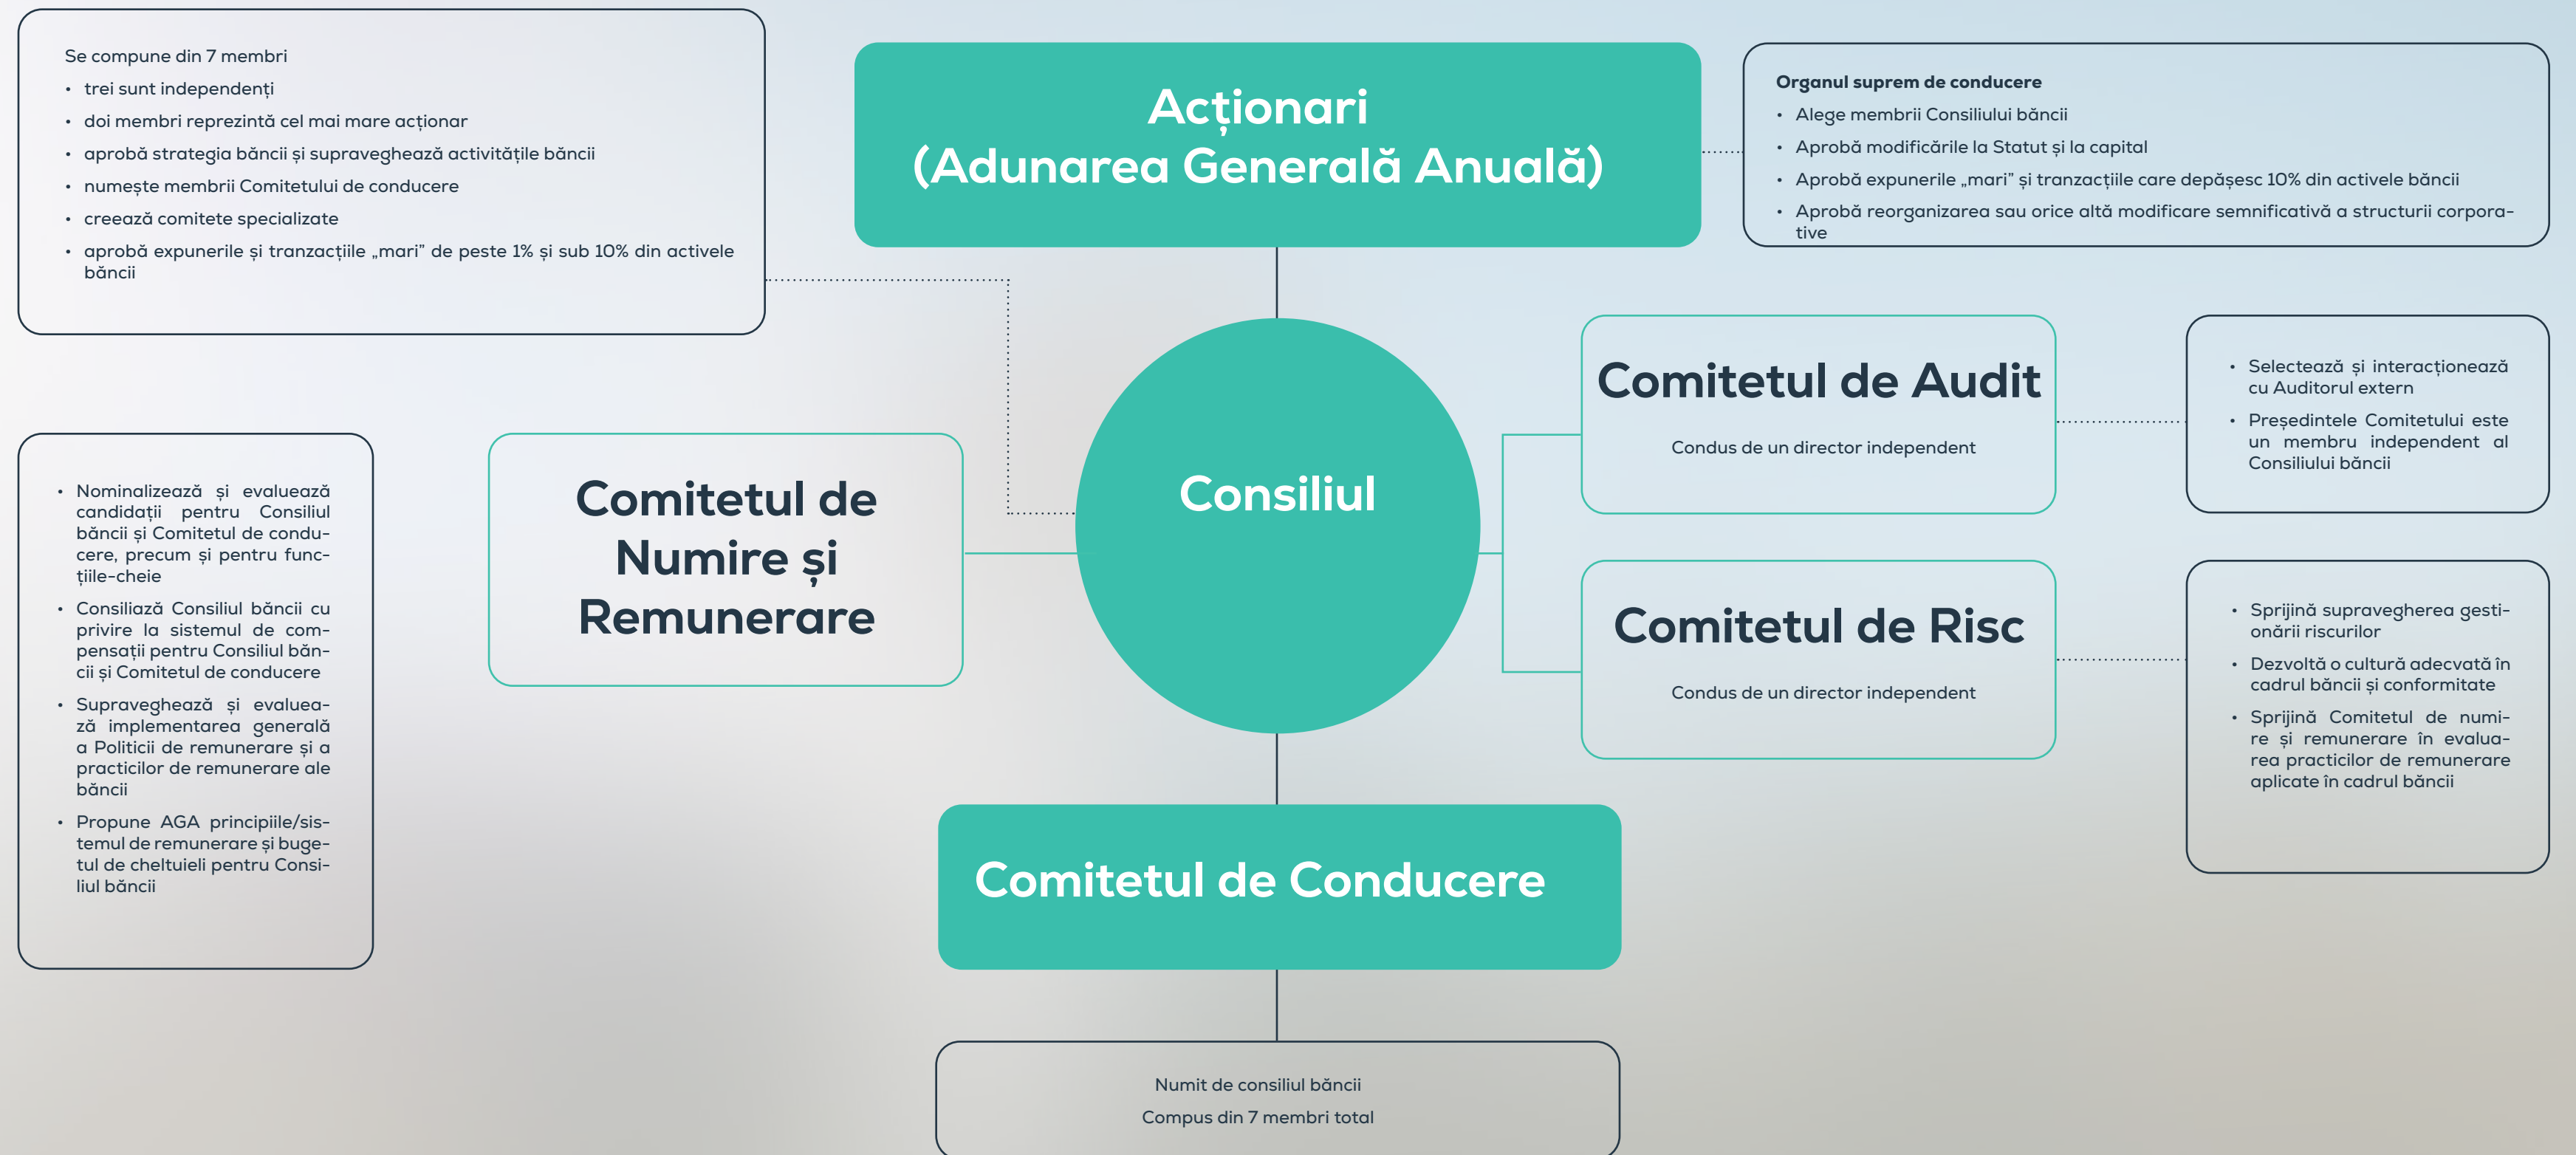 Se compune din 7 membri
• trei sunt independenți
• doi membri reprezintă cel mai mare acționar
• aprobă strategia băncii și supraveghează activitățile băncii
• numește membrii Comitetului de conducere
• creează comitete specializate
• aprobă expunerile și tranzacțiile „mari” de peste 1% și sub 10% din activele
băncii
Acționari
(Adunarea Generală Anuală)
Organul suprem de conducere
• Alege membrii Consiliului băncii
• Aprobă modificările la Statut și la capital
• Aprobă expunerile „mari” și tranzacțiile care depășesc 10% din activele băncii
• Aprobă reorganizarea sau orice altă modificare semnificativă a structurii corpora-
tive
• Nominalizează și evaluează
candidații pentru Consiliul
băncii și Comitetul de condu-
cere, precum și pentru func-
țiile-cheie
• Consiliază Consiliul băncii cu
privire la sistemul de com-
pensații pentru Consiliul băn-
cii și Comitetul de conducere
• Supraveghează și evaluea-
ză implementarea generală
a Politicii de remunerare și a
practicilor de remunerare ale
băncii
• Propune AGA principiile/sis-
temul de remunerare și buge-
tul de cheltuieli pentru Consi-
liul băncii
Comitetul de
Numire și
Remunerare
Consiliul
Comitetul de Audit
Condus de un director independent
• Selectează și interacționează
cu Auditorul extern
• Președintele Comitetului este
un membru independent al
Consiliului băncii
Comitetul de Risc
Condus de un director independent
• Sprijină supravegherea gesti-
onării riscurilor
• Dezvoltă o cultură adecvată în
cadrul băncii și conformitate
• Sprijină Comitetul de numi-
re și remunerare în evalua-
rea practicilor de remunerare
aplicate în cadrul băncii
Comitetul de Conducere
Numit de consiliul băncii
Compus din 7 membri total